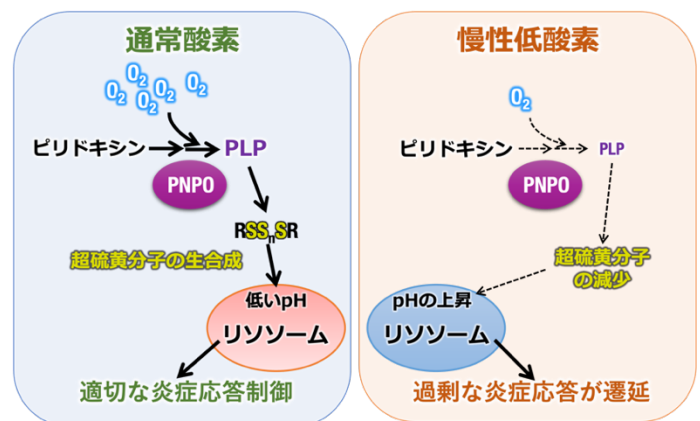 通常酸素
O2 O2 O2 O2 O2
ピリドキシン PLP
PNPO
RSSnSR
超硫黄分子の生合成
低いpH
リソソーム
適切な炎症応答制御
慢性低酸素
O2
ピリドキシン PLP
PNPO
超硫黄分子
の減少
pHの上昇
リソソーム
過剰な炎症応答が遷延